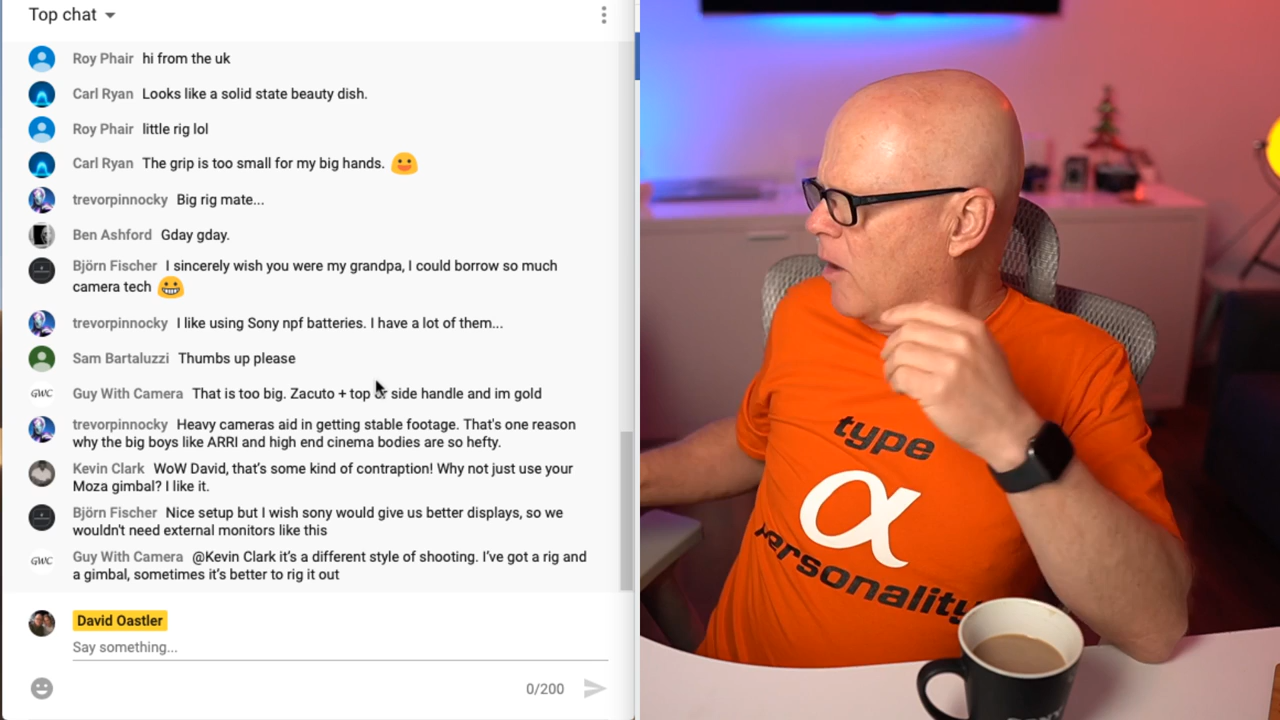 Top chat
Roy Phair hi from the uk
Carl Ryan Looks like a solid state beauty dish.
Roy Phair little rig lol
Carl Ryan The grip is too small for my big hands. 😃
trevorpinnocky Big rig mate...
Ben Ashford Gday gday.
Björn Fischer I sincerely wish you were my grpa, I could borrow so much
camera tech 😀
trevorpinnocky I like using Sony npf batteries. I have a lot of them...
Sam Bartaluzzi Thumbs up please
GWC Guy With Camera That is too big. Zacuto + top or side handle and im gold
trevorpinnocky Heavy cameras aid in getting stable footage. That's one reason
why the big boys like ARRI and high end cinema bodies are so hefty.
Kevin Clark WoW David, that's some kind of contraption! Why not just use your
Moza gimbal? I like it.
Björn Fischer Nice setup but I wish sony would give us better displays, so we
wouldn't need external monitors like this
GWC Guy With Camera @Kevin Clark it's a different style of shooting. I've got a rig and
a gimbal, sometimes it's better to rig it out
David Oastler
Say something...
0/200
type
α
personality